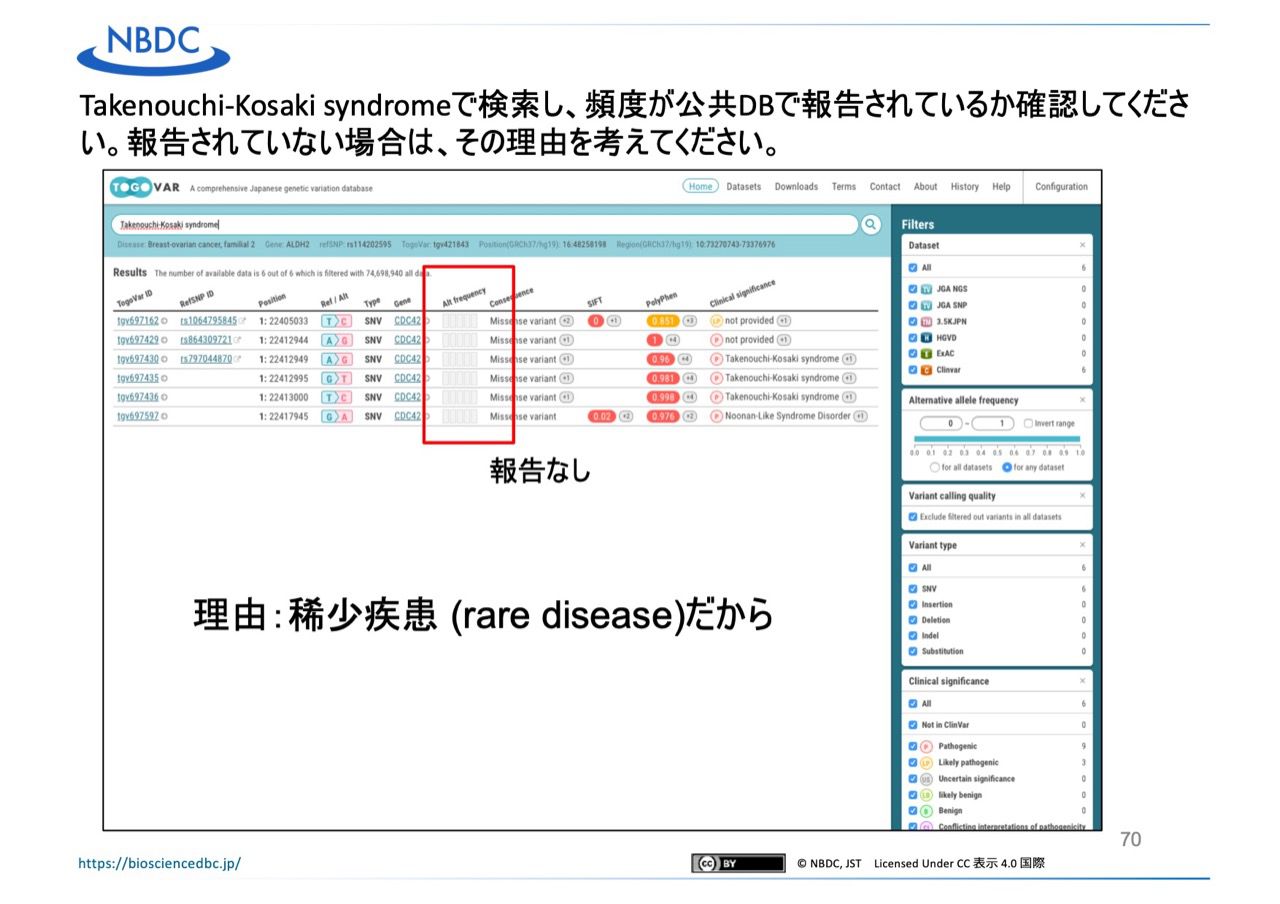 NBDC
Takenouchi-Kosaki syndromeで検索し、頻度が公共DBで報告されているか確認してくださ
い。報告されていない場合は、その理由を考えてください。
TOGO VAR A comprehensive Japanese genetic variation database
Home Datasets Downloads Terms Contact About History Help Configuration
Takenouchi-Kosaki syndrome
Disease: Breast-ovarian cancer, familial 2 Gene: ALDH2 refSNP: rs114202595 TogoVar: tgv421843 Position(GRCh37/hg19): 16:48258198 Region(GRCh37/hg19): 10:73270743-73376976
Results The number of available data is 6 out of 6 which is filtered with 74,698,940 all data.
TogoVar ID RefSNP ID Position Ref / Alt Type Gene Alt frequency Consequence SIFT PolyPhen Clinical significance
tgv697162 rs1064795845 1: 22405033 T C SNV CDC42 Missense variant +2 0 +1 0.851 +3 LP not provided +1
tgv697429 rs864309721 1: 22412944 A G SNV CDC42 Missense variant +1 1 +4 P not provided +1
tgv697430 rs797044870 1: 22412949 A G SNV CDC42 Missense variant +1 0.96 +4 P Takenouchi-Kosaki syndrome +1
tgv697435 1: 22412995 G T SNV CDC42 Missense variant +1 0.981 +4 P Takenouchi-Kosaki syndrome +1
tgv697436 1: 22413000 T C SNV CDC42 Missense variant +1 0.998 +4 P Takenouchi-Kosaki syndrome +1
tgv697597 1: 22417945 G A SNV CDC42 Missense variant 0.02 +2 0.976 +2 P Noonan-Like Syndrome Disorder +1
報告なし
理由：稀少疾患 (rare disease)だから
Filters
Dataset ×
All 6
JGA NGS 0
JGA SNP 0
3.5KJPN 0
HGVD 0
ExAC 0
Clinvar 6
Alternative allele frequency ×
0 ~ 1 Invert range
0.0 0.1 0.2 0.3 0.4 0.5 0.6 0.7 0.8 0.9 1.0
for all datasets for any dataset
Variant calling quality ×
Exclude filtered out variants in all datasets
Variant type ×
All 6
SNV 6
Insertion 0
Deletion 0
Indel 0
Substitution 0
Clinical significance ×
All 6
Not in ClinVar 0
P Pathogenic 9
LP Likely pathogenic 3
US Uncertain significance 0
LB likely benign 0
B Benign 0
CI Conflicting interpretations of pathogenicity
70
https://biosciencedbc.jp/
cc BY
© NBDC, JST Licensed Under CC 表示 4.0 国際